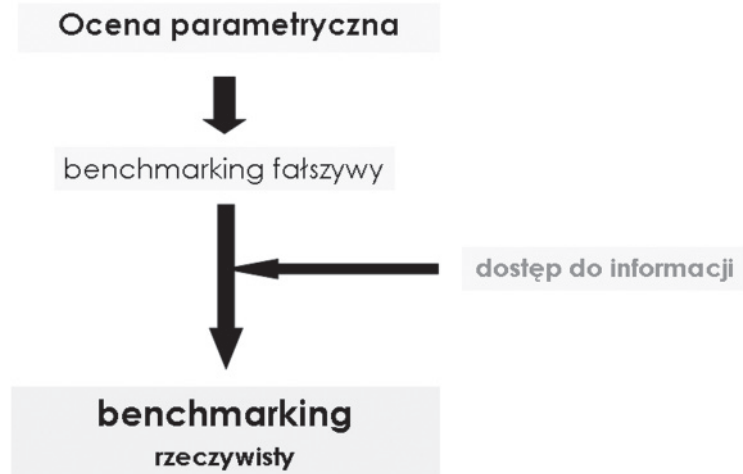 Ocena parametryczna
benchmarking fałszywy
dostęp do informacji
benchmarking
rzeczywisty